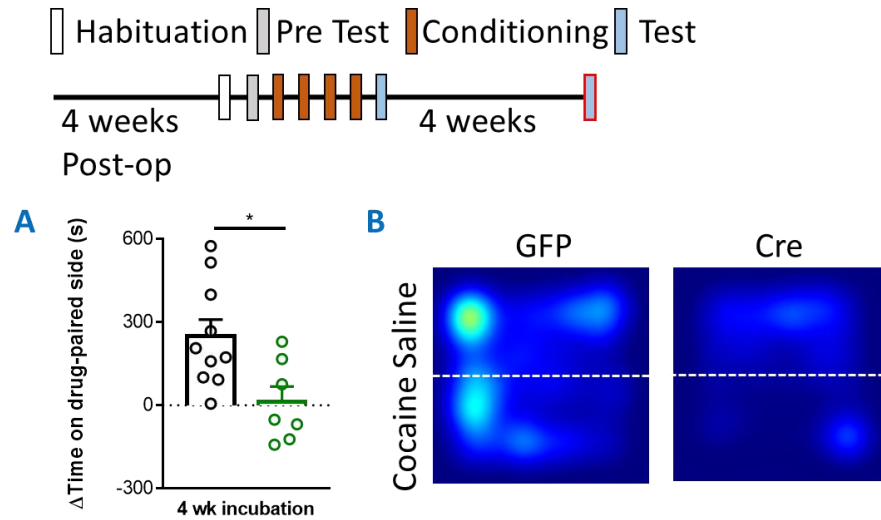 Habituation Pre Test Conditioning Test
4 weeks 4 weeks
Post-op
A B
ΔTime on drug-paired side (s)
600
300
0
-300
*
4 wk incubation
GFP Cre
Cocaine Saline